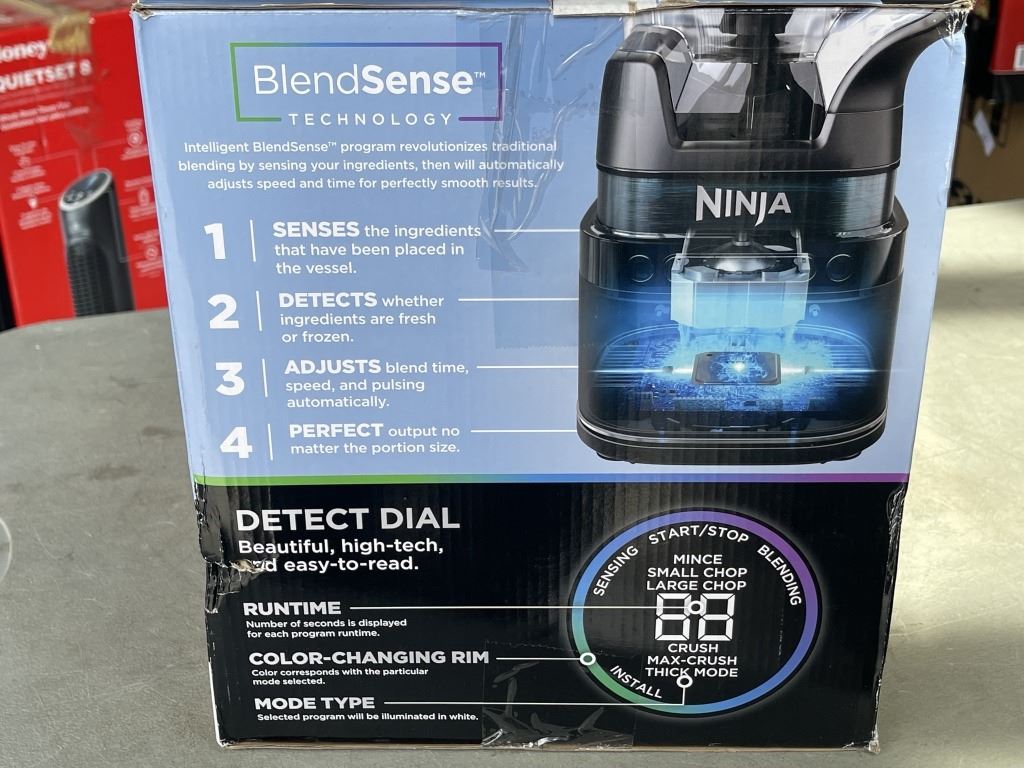 QUIETSET 8
BlendSense™
TECHNOLOGY
Intelligent BlendSense™ program revolutionizes traditional
blending by sensing your ingredients, then will automatically
adjusts speed and time for perfectly smooth results.
1
SENSES the ingredients
that have been placed in
the vessel.
2
DETECTS whether
ingredients are fresh
or frozen.
3
ADJUSTS blend time,
speed, and pulsing
automatically.
4
PERFECT output no
matter the portion size.
NINJA
DETECT DIAL
Beautiful, high-tech,
and easy-to-read.
RUNTIME
Number of seconds is displayed
for each program runtime.
COLOR-CHANGING RIM
Color corresponds with the particular
mode selected.
MODE TYPE
Selected program will be illuminated in white.
SENSING
START/STOP
BLENDING
MINCE
SMALL CHOP
LARGE CHOP
88
CRUSH
MAX-CRUSH
THICK MODE
INSTALL